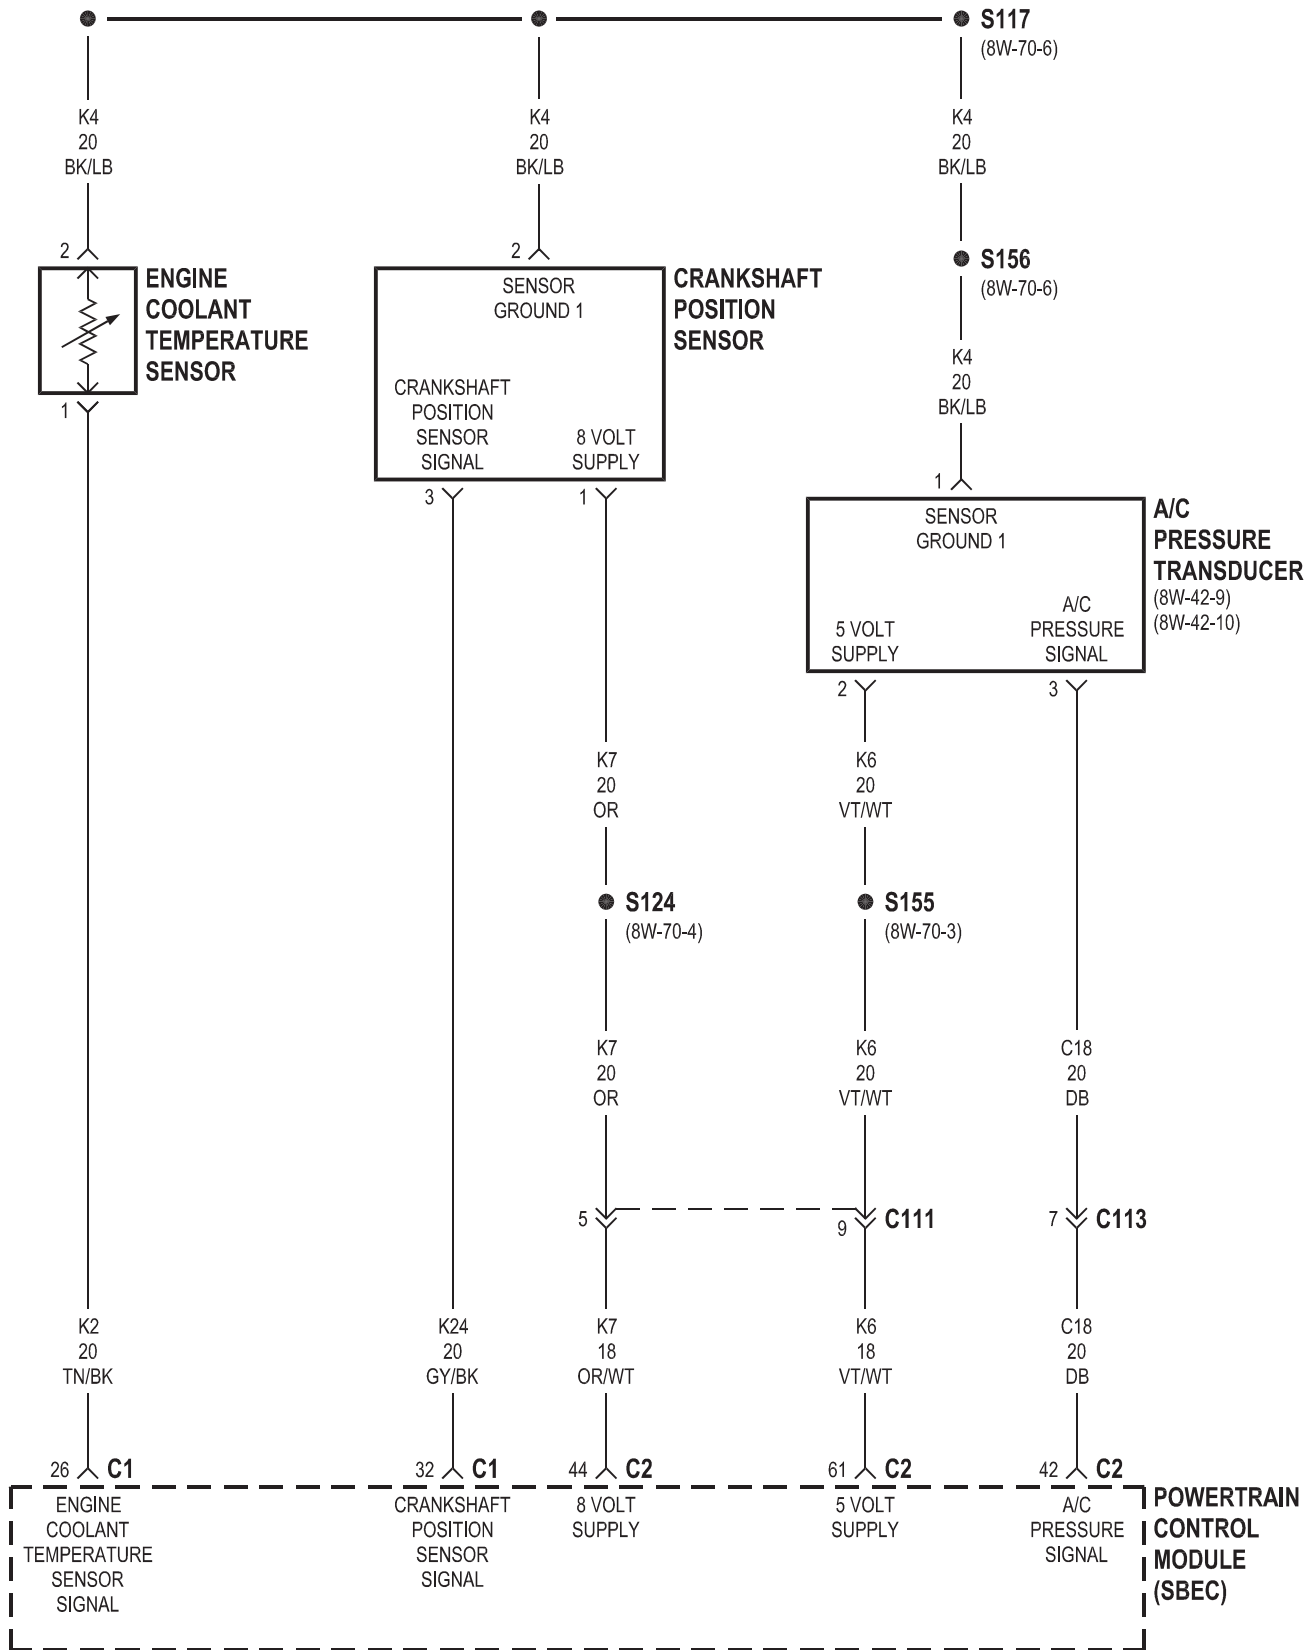 S117
(8W-70-6)
K4
20
BK/LB
K4
20
BK/LB
K4
20
BK/LB
2
ENGINE
COOLANT
TEMPERATURE
SENSOR
1
2
SENSOR
GROUND 1
CRANKSHAFT
POSITION
SENSOR
CRANKSHAFT
POSITION
SENSOR
SIGNAL
8 VOLT
SUPPLY
3
1
S156
(8W-70-6)
K4
20
BK/LB
1
SENSOR
GROUND 1
A/C
PRESSURE
TRANSDUCER
(8W-42-9)
(8W-42-10)
5 VOLT
SUPPLY
A/C
PRESSURE
SIGNAL
2
3
K7
20
OR
K6
20
VT/WT
S124
(8W-70-4)
S155
(8W-70-3)
K7
20
OR
K6
20
VT/WT
C18
20
DB
5
9
C111
7
C113
K2
20
TN/BK
K24
20
GY/BK
K7
18
OR/WT
K6
18
VT/WT
C18
20
DB
26
C1
32
C1
44
C2
61
C2
42
C2
ENGINE
COOLANT
TEMPERATURE
SENSOR
SIGNAL
CRANKSHAFT
POSITION
SENSOR
SIGNAL
8 VOLT
SUPPLY
5 VOLT
SUPPLY
A/C
PRESSURE
SIGNAL
POWERTRAIN
CONTROL
MODULE
(SBEC)